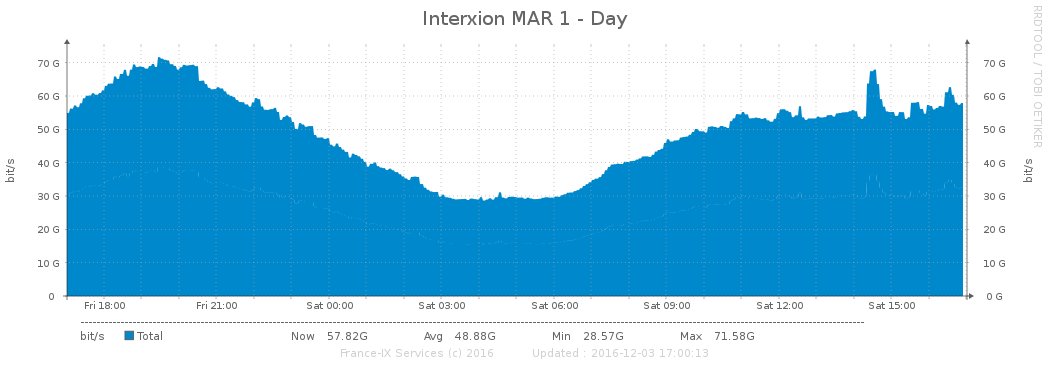 Interxion MAR 1 - Day
RRDTOOL / TOBI OETIKER
bit/s
70 G
60 G
50 G
40 G
30 G
20 G
10 G
0
70 G
60 G
50 G
40 G
30 G
20 G
10 G
0 G
bit/s
Fri 18:00 Fri 21:00 Sat 00:00 Sat 03:00 Sat 06:00 Sat 09:00 Sat 12:00 Sat 15:00
bit/s Total Now 57.82G Avg 48.88G Min 28.57G Max 71.58G
France-IX Services (c) 2016 Updated : 2016-12-03 17:00:13